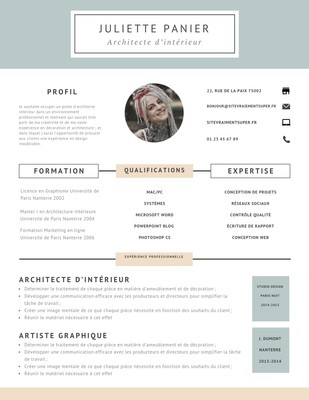 JULIETTE PANIER
Architecte d'intérieur
PROFIL
Je souhaite occuper un poste d'architecte
intérieur dans un environnement
professionnel et motivant qui saurait tirer
parti de ma créativité et de ma vaste
expérience en décoration et architecture ; et
dans lequel j'aurai l'opportunité de procurer
aux clients une expérience en design
inoubliable.
22, RUE DE LA PAIX 75002
BONJOUR@SITEVRAIMENTSUPER.FR
SITEVRAIMENTSUPER.FR
01 23 45 67 89
FORMATION
Licence en Graphisme Université de
Paris Nanterre 2002
Master I en Architecture Intérieure
Université de Paris Nanterre 2004
Formation Marketing en ligne
Université de Paris Nanterre 2006
QUALIFICATIONS
MAC/PC
SYSTÈMES
MICROSOFT WORD
POWERPOINT BLOG
PHOTOSHOP CS
EXPERTISE
CONCEPTION DE PROJETS
RÉSEAUX SOCIAUX
CONTRÔLE QUALITÉ
ÉCRITURE DE RAPPORT
CONCEPTION WEB
EXPÉRIENCE PROFESSIONELLE
ARCHITECTE D'INTÉRIEUR
Déterminer le traitement de chaque pièce en matière d'ameublement et de décoration ;
Développer une communication efficace avec les producteurs et directeurs pour simplifier la
tâche de travail ;
Créer une image mentale de ce que chaque pièce nécessite en fonction des souhaits du client ;
Réunir le matériel nécessaire à cet effet
STUDIO DESIGN
PARIS NUIT
2014-2015
ARTISTE GRAPHIQUE
Déterminer le traitement de chaque pièce en matière d'ameublement et de décoration ;
Développer une communication efficace avec les producteurs et directeurs pour simplifier la tâche
de travail ;
Créer une image mentale de ce que chaque pièce nécessite en fonction des souhaits du client ;
Réunir le matériel nécessaire à cet effet
J. DUMONT
NANTERRE
2013-2014